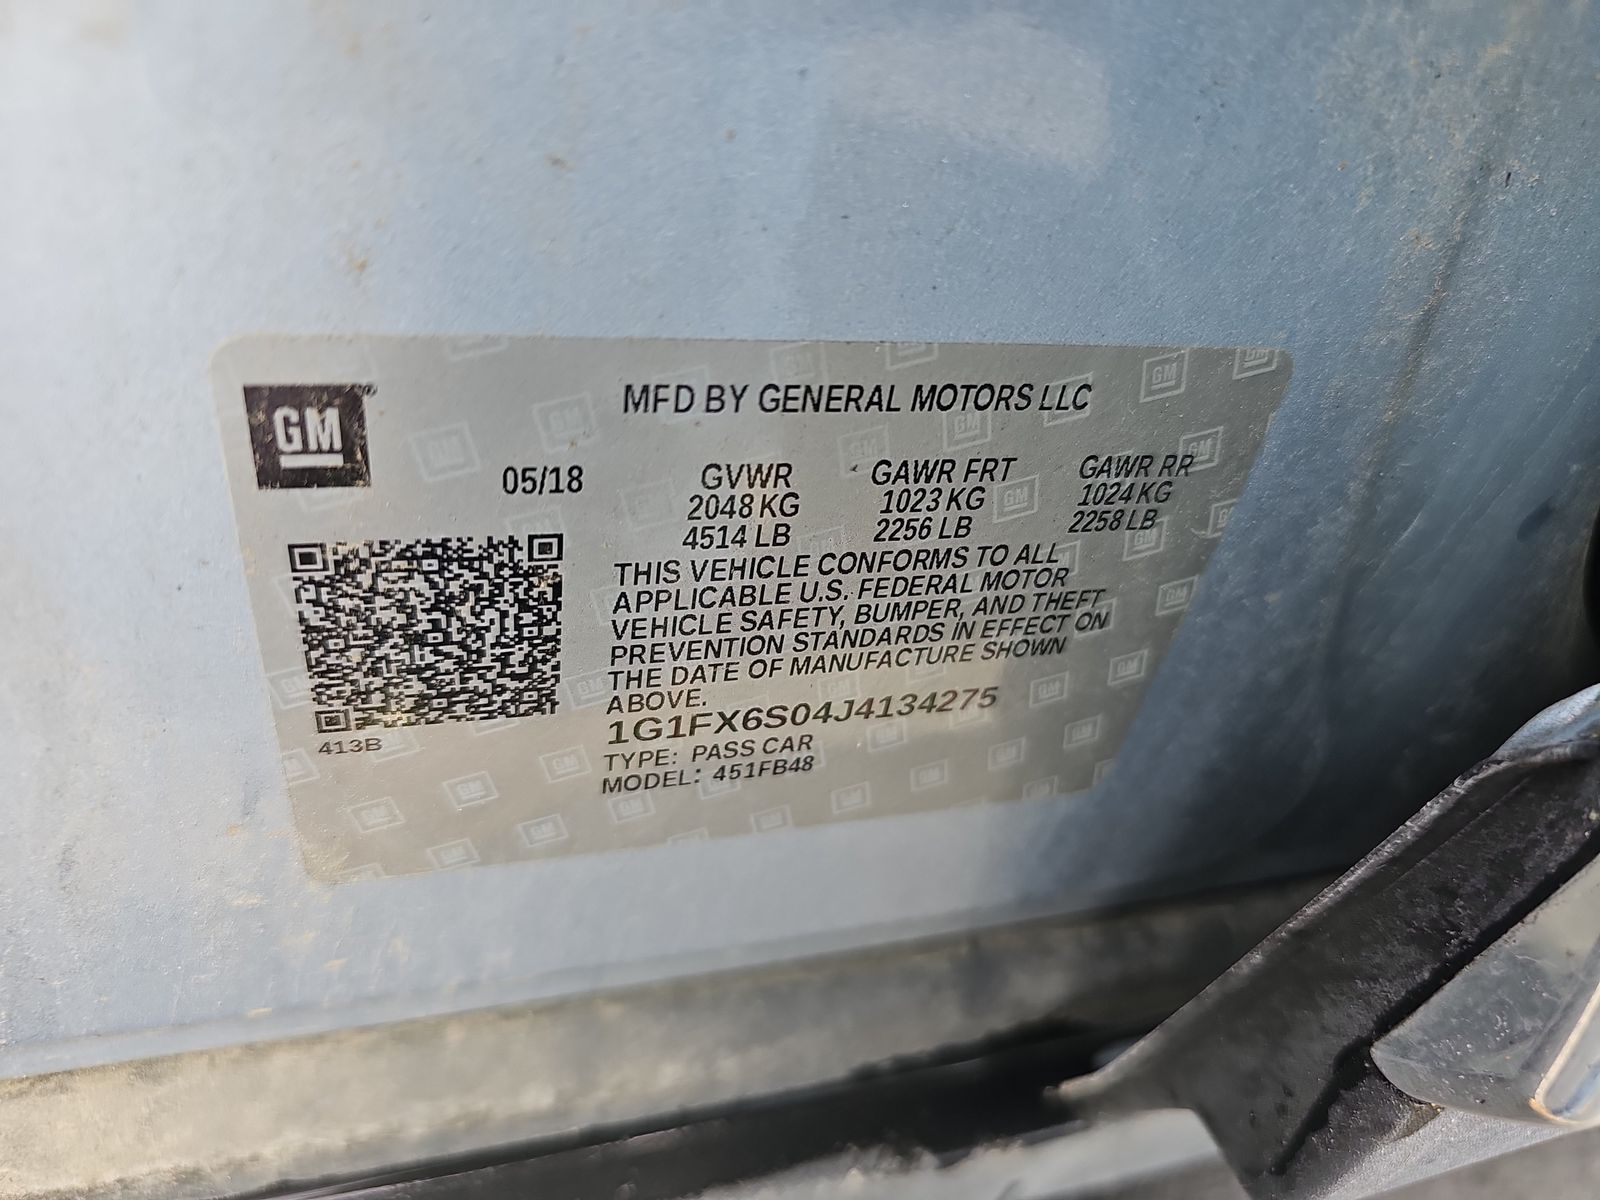 GM
MFD BY GENERAL MOTORS LLC
05/18
GVWR GAWR FRT GAWR RR
2048 KG 1023 KG 1024 KG
4514 LB 2256 LB 2258 LB
THIS VEHICLE CONFORMS TO ALL
APPLICABLE U.S. FEDERAL MOTOR
VEHICLE SAFETY, BUMPER, AND THEFT
PREVENTION STANDARDS IN EFFECT ON
THE DATE OF MANUFACTURE SHOWN
ABOVE.
1G1FX6S04J4134275
413B
TYPE: PASS CAR
MODEL: 451FB48